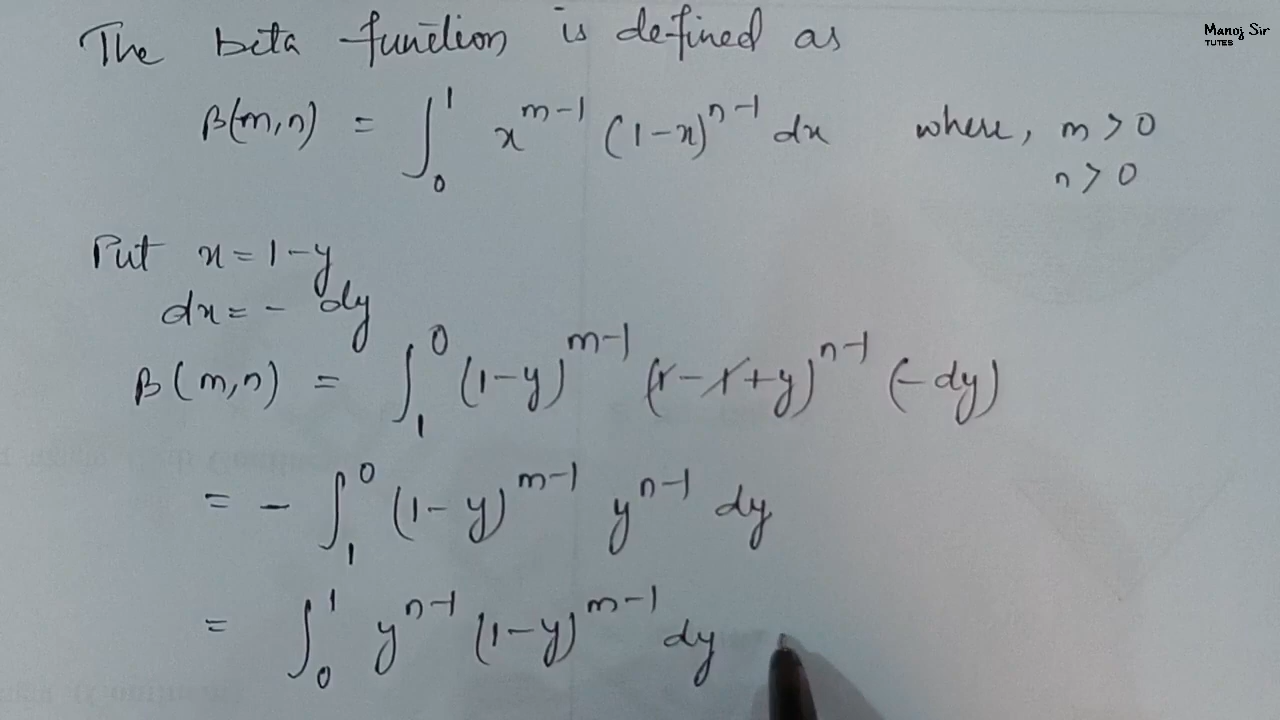 The beta function is defined as
Manoj Sir
TUTES
β(m,n) = ∫₀¹ x^{m-1} (1-x)^{n-1} dx where, m > 0
n > 0
Put x = 1-y
dx = - dy
β(m,n) = ∫₁⁰ (1-y)^{m-1} (1-1+y)^{n-1} (-dy)
= - ∫₁⁰ (1-y)^{m-1} y^{n-1} dy
= ∫₀¹ y^{n-1} (1-y)^{m-1} dy